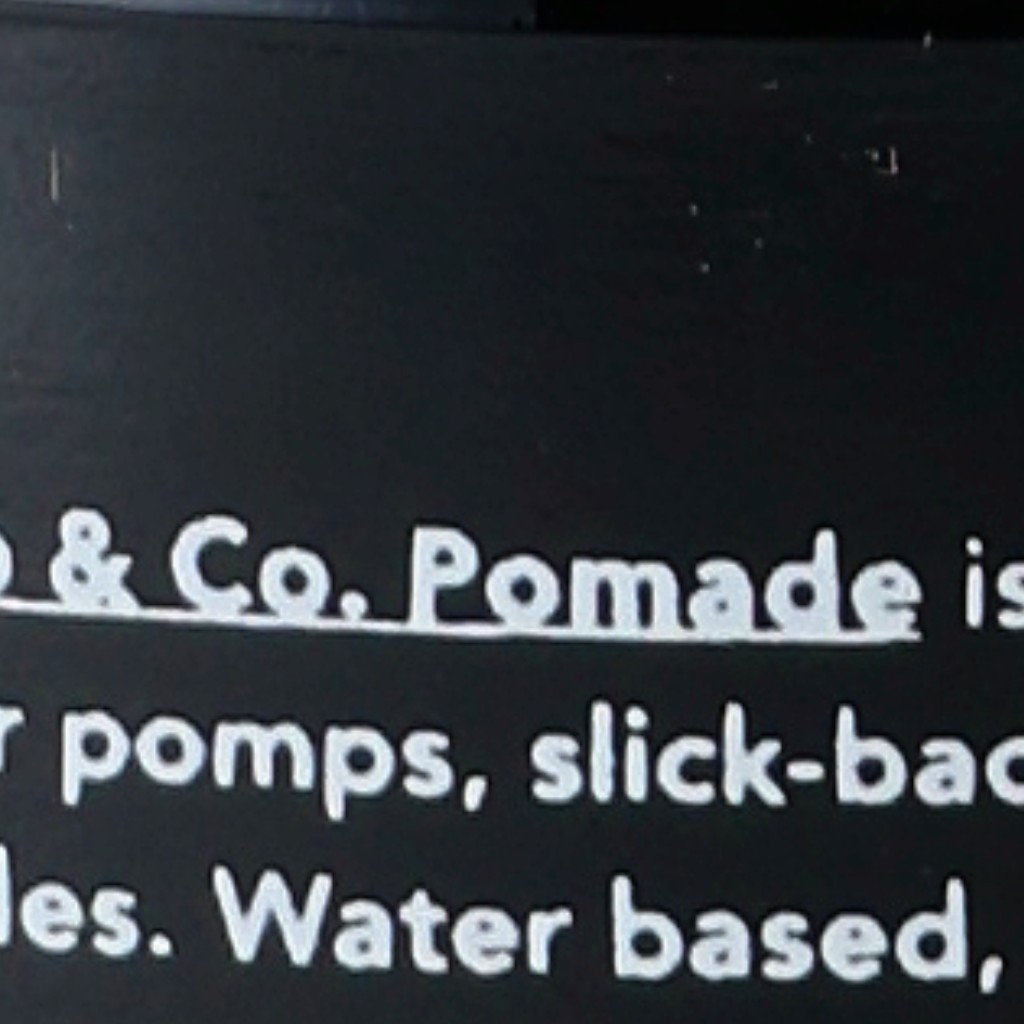 & Co. Pomade is
pomps, slick-bac
les. Water based,